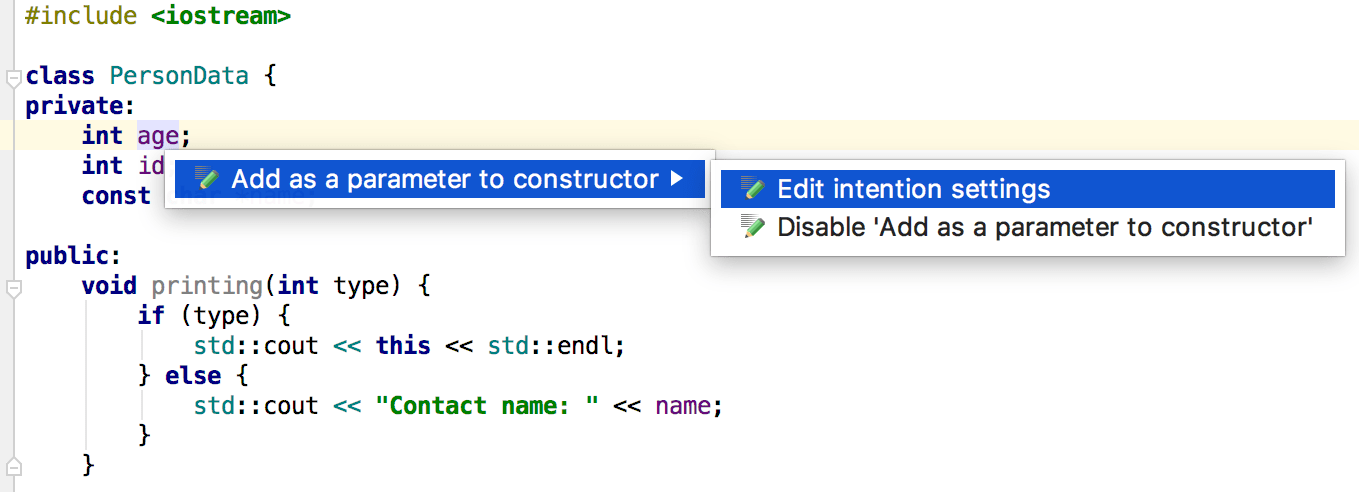 #include <iostream>
class PersonData {
private:
    int age;
    int id
Add as a parameter to constructor
Edit intention settings
    const
Disable 'Add as a parameter to constructor'
public:
    void printing(int type) {
        if (type) {
            std::cout << this << std::endl;
        } else {
            std::cout << "Contact name: " << name;
        }
    }